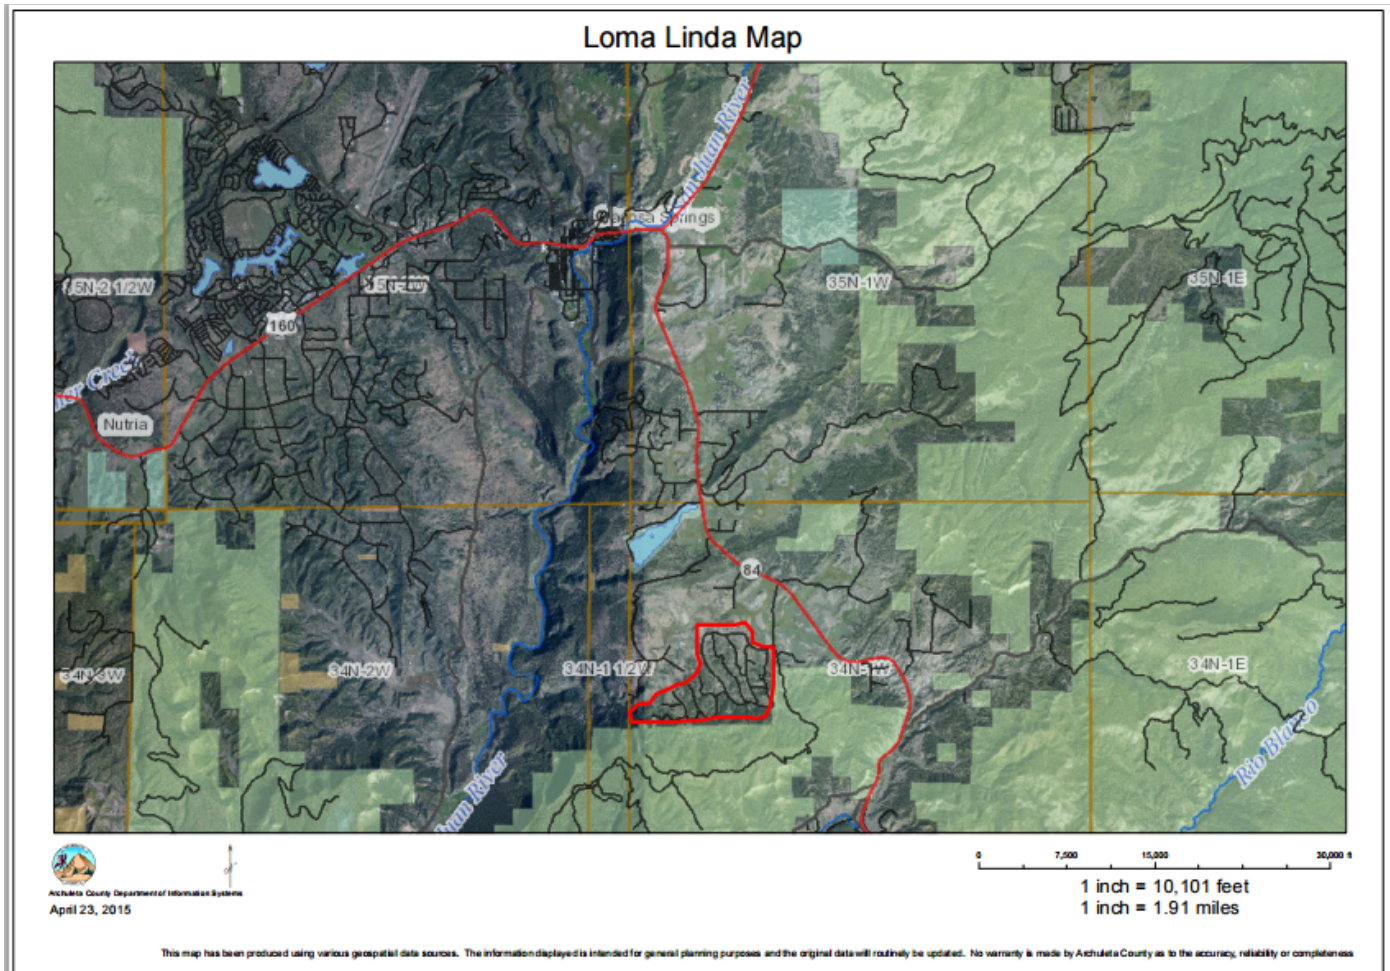 Loma Linda Map
San Juan River
Pagosa Springs
35N-2 1/2W
35N-2W
35N-1W
35N-1E
160
Nutria
84
34N-3W
34N-2W
34N-1 1/2W
34N-1W
34N-1E
Rio Blanco
Juan River
0 7,500 15,000 30,000 ft
1 inch = 10,101 feet
1 inch = 1.91 miles
Archuleta County Department of Information Systems
April 23, 2015
This map has been produced using various geospatial data sources. The information displayed is intended for general planning purposes and the original data will routinely be updated. No warranty is made by Archuleta County as to the accuracy, reliability or completeness